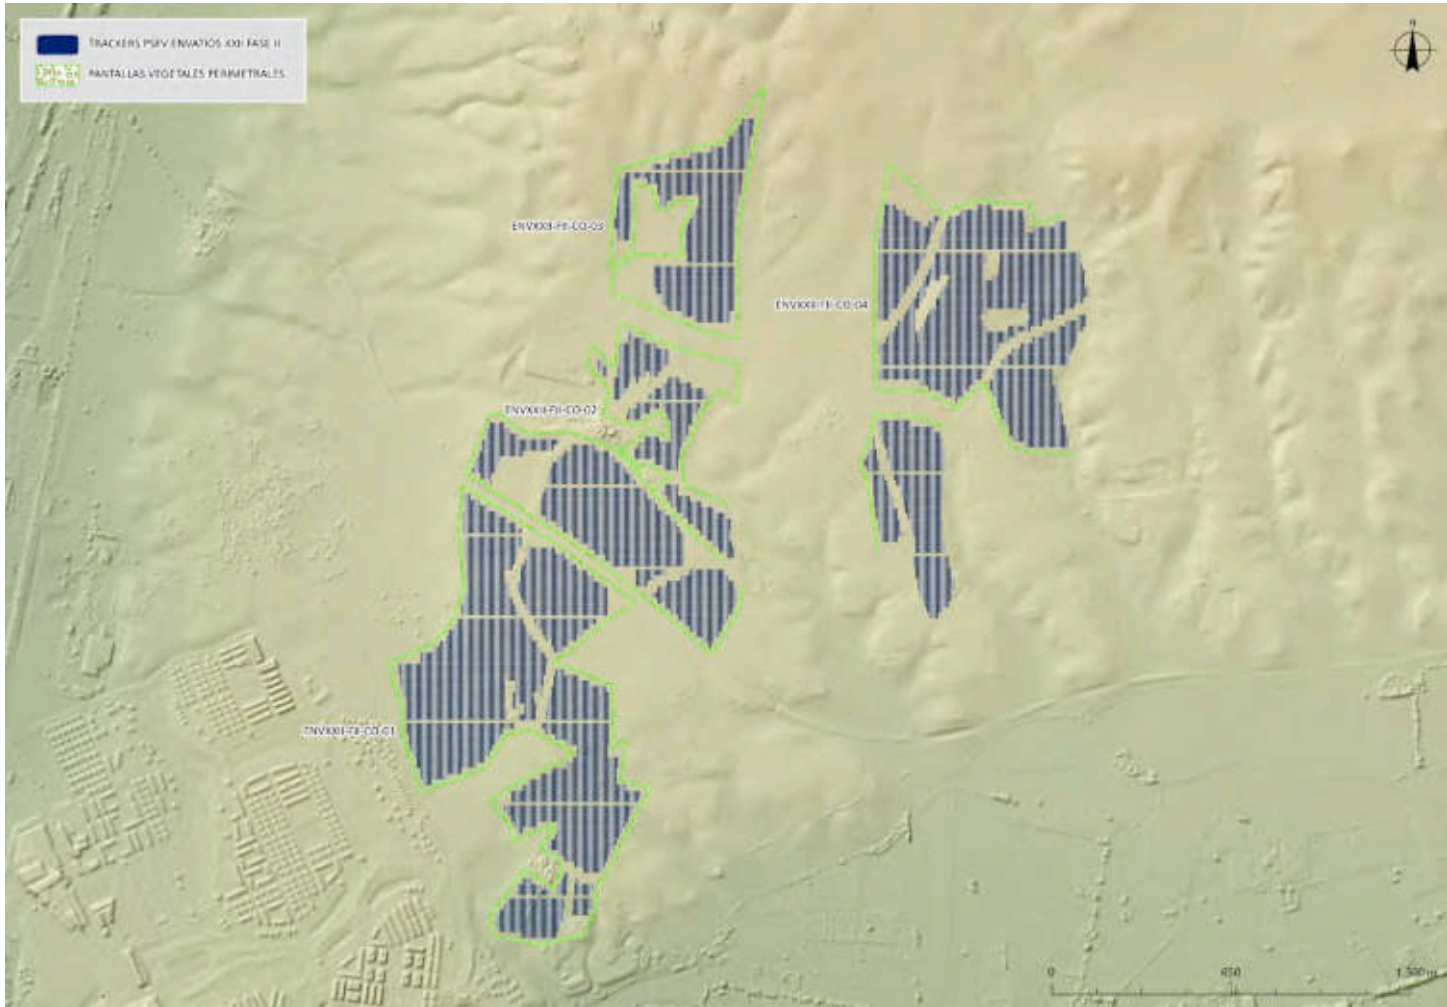 TRACKERS PSFV ENVATIOS XXII FASE II
PANTALLAS VEGETALES PERIMETRALES
N
ENVXXII-FII-CO-03
ENVXXII-FII-CO-04
ENVXXII-FII-CO-02
ENVXXII-FII-CO-01
0 650 1.300 m